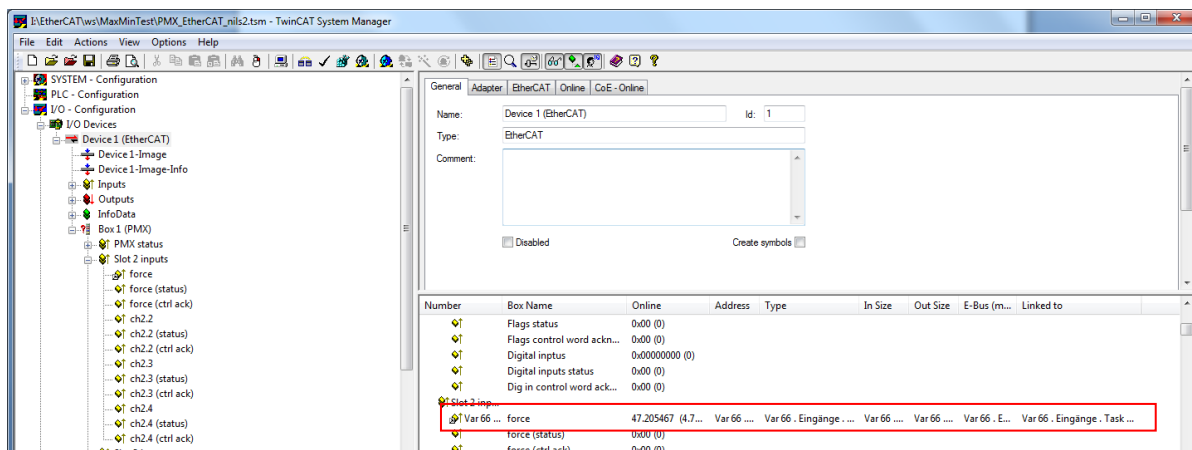 I:\EtherCAT\ws\MaxMinTest\PMX_EtherCAT_nils2.tsm - TwinCAT System Manager
File Edit Actions View Options Help
SYSTEM - Configuration
PLC - Configuration
I/O - Configuration
I/O Devices
Device 1 (EtherCAT)
Device 1-Image
Device 1-Image-Info
Inputs
Outputs
InfoData
Box 1 (PMX)
PMX status
Slot 2 inputs
force
force (status)
force (ctrl ack)
ch2.2
ch2.2 (status)
ch2.2 (ctrl ack)
ch2.3
ch2.3 (status)
ch2.3 (ctrl ack)
ch2.4
ch2.4 (status)
ch2.4 (ctrl ack)
General Adapter EtherCAT Online CoE - Online
Name: Device 1 (EtherCAT) Id: 1
Type: EtherCAT
Comment:
Disabled Create symbols
Number Box Name Online Address Type In Size Out Size E-Bus (m... Linked to
Flags status 0x00 (0)
Flags control word ackn... 0x00 (0)
Digital inptus 0x00000000 (0)
Digital inputs status 0x00 (0)
Dig in control word ack... 0x00 (0)
Slot 2 inp...
Var 66 ... force 47.205467 (4.7... Var 66 .... Var 66 . Eingänge . ... Var 66 .... Var 66 .... Var 66 . E... Var 66 . Eingänge . Task ...
force (status) 0x00 (0)
force (ctrl ack) 0x00 (0)